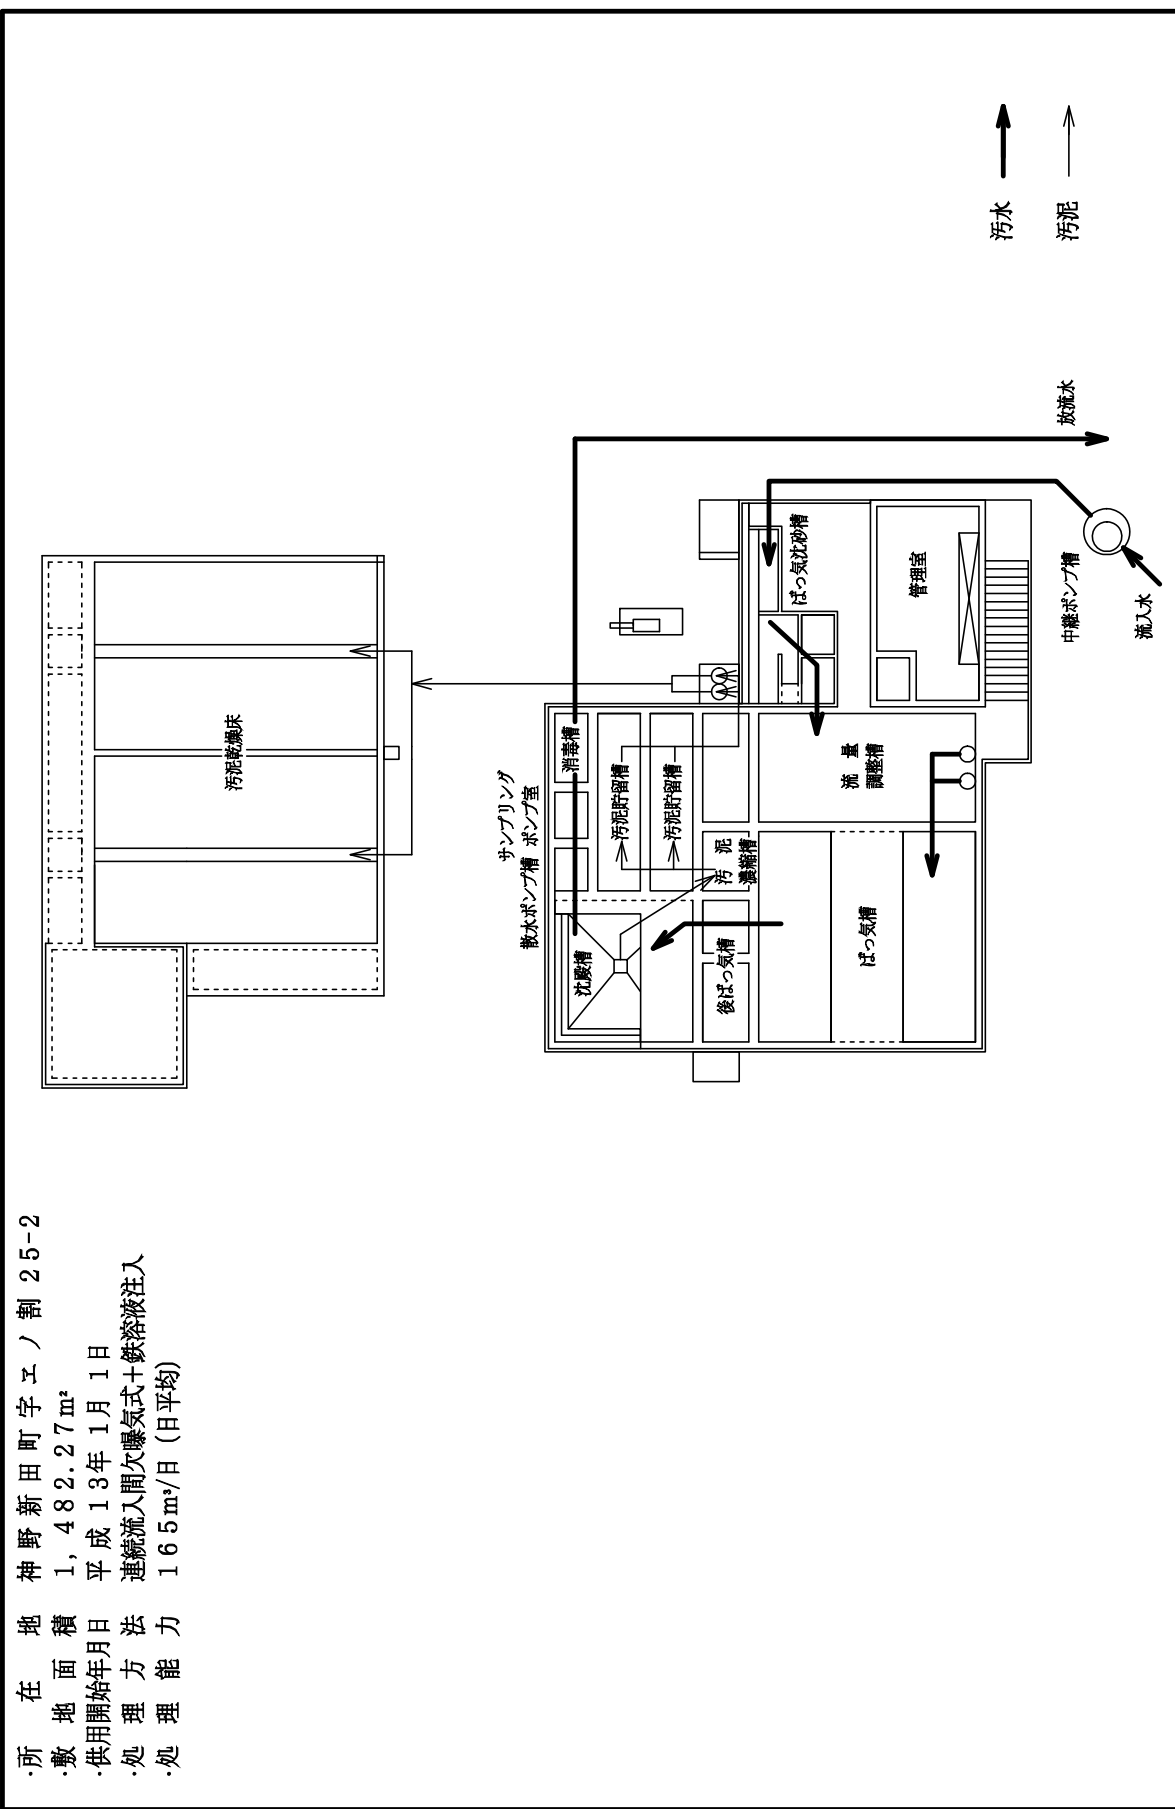 ・所在地 神野新田町字ヱノ割25-2
・敷地面積 1,482.27m²
・供用開始年月日 平成13年1月1日
・処理方法 連続流入間欠曝気式+鉄溶液注入
・処理能力 165m³/日(日平均)
汚泥乾燥床
サンプリング
散水ポンプ槽 ポンプ室
沈殿槽
消毒槽
汚泥貯留槽
汚泥貯留槽
後ばっ気槽
汚泥
濃縮槽
ばっ気沈砂槽
流量
調整槽
ばっ気槽
管理室
中継ポンプ槽
流入水
放流水
汚水
汚泥